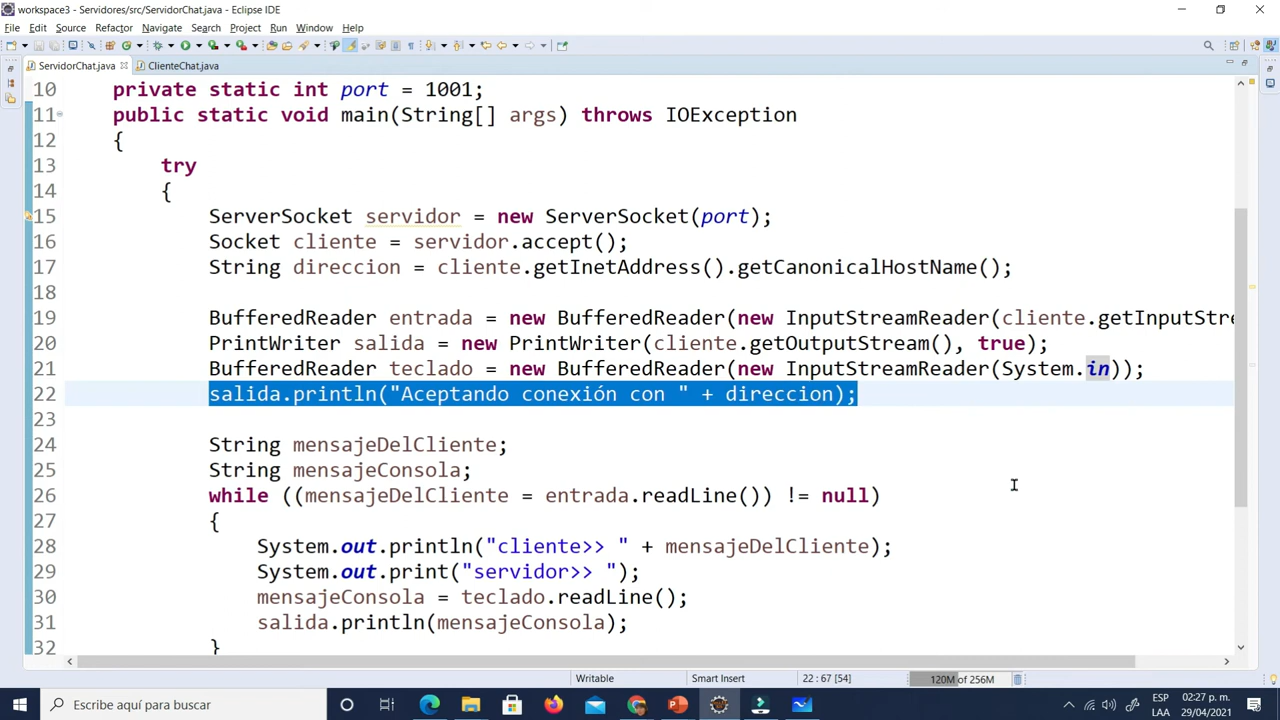 workspace3 - Servidores/src/ServidorChat.java - Eclipse IDE
File Edit Source Refactor Navigate Search Project Run Window Help
ServidorChat.java ClienteChat.java
10 private static int port = 1001;
11 public static void main(String[] args) throws IOException
12 {
13 try
14 {
15 ServerSocket servidor = new ServerSocket(port);
16 Socket cliente = servidor.accept();
17 String direccion = cliente.getInetAddress().getCanonicalHostName();
18
19 BufferedReader entrada = new BufferedReader(new InputStreamReader(cliente.getInputStre
20 PrintWriter salida = new PrintWriter(cliente.getOutputStream(), true);
21 BufferedReader teclado = new BufferedReader(new InputStreamReader(System.in));
22 salida.println("Aceptando conexión con " + direccion);
23
24 String mensajeDelCliente;
25 String mensajeConsola;
26 while ((mensajeDelCliente = entrada.readLine()) != null)
27 {
28 System.out.println("cliente>> " + mensajeDelCliente);
29 System.out.print("servidor>> ");
30 mensajeConsola = teclado.readLine();
31 salida.println(mensajeConsola);
32 }
Writable Smart Insert 22 : 67 [54] 120M of 256M
Escribe aquí para buscar
ESP 02:27 p. m.
LAA 29/04/2021